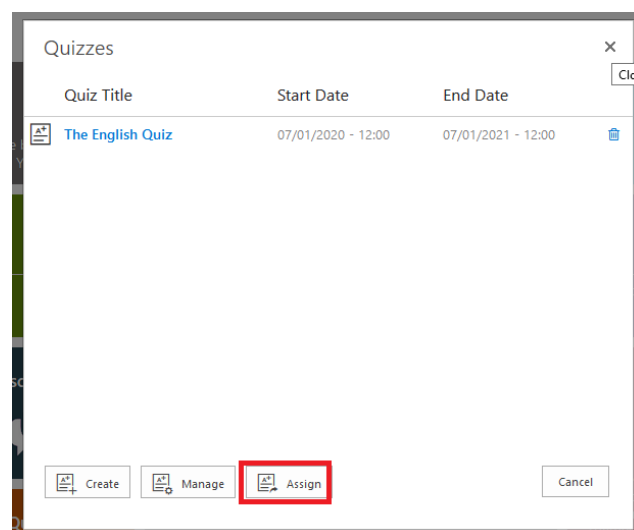 Quizzes
Clo
Quiz Title Start Date End Date
The English Quiz 07/01/2020 - 12:00 07/01/2021 - 12:00
Create Manage Assign Cancel